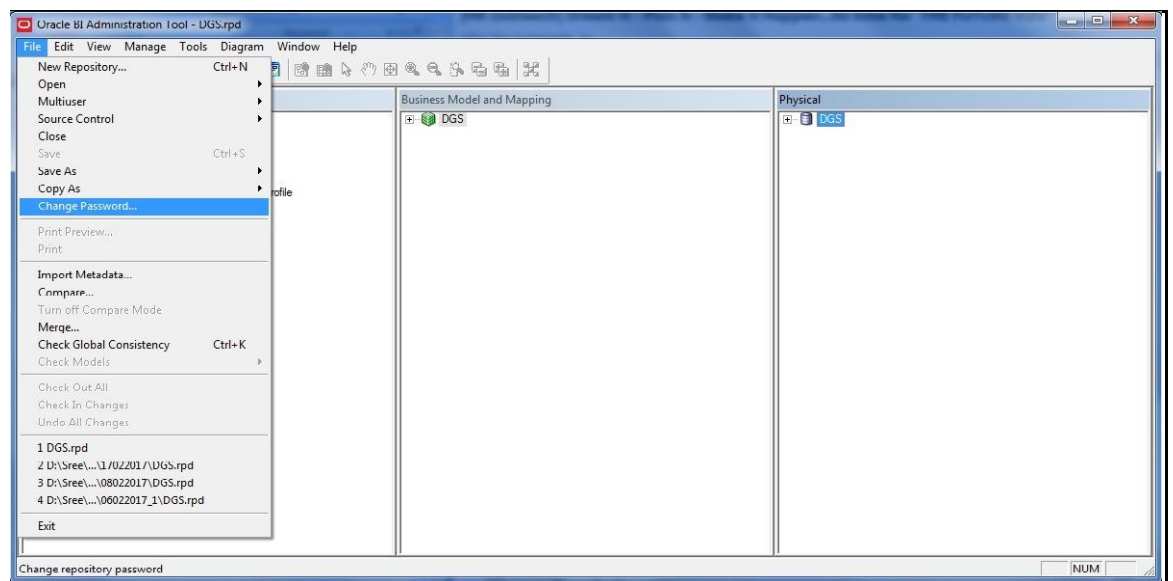 Oracle BI Administration Tool - DGS.rpd
File Edit View Manage Tools Diagram Window Help
New Repository... Ctrl+N
Open
Multiuser
Source Control
Close
Save Ctrl+S
Save As
Copy As
Change Password...
Print Preview...
Print
Import Metadata...
Compare...
Turn off Compare Mode
Merge...
Check Global Consistency Ctrl+K
Check Models
Check Out All
Check In Changes
Undo All Changes
1 DGS.rpd
2 D:\Sree\...\17022017\DGS.rpd
3 D:\Sree\...\08022017\DGS.rpd
4 D:\Sree\...\06022017_1\DGS.rpd
Exit
rofile
Business Model and Mapping
DGS
Physical
DGS
Change repository password
NUM